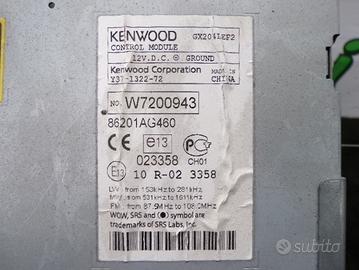 KENWOOD GX204LEF2
CONTROL MODULE
12V.D.C. ⊖ GROUND
Kenwood Corporation MADE IN
Y37-1322-72 CHINA
NO. W7200943
86201AG460
CE e13
023358 CH01
E13 10 R-02 3358
LW: from 153kHz to 281kHz
MW: from 531kHz to 1611kHz
FM: from 87.5MHz to 108.0MHz
WOW, SRS and (●) symbol are
trademarks of SRS Labs, Inc.
subito